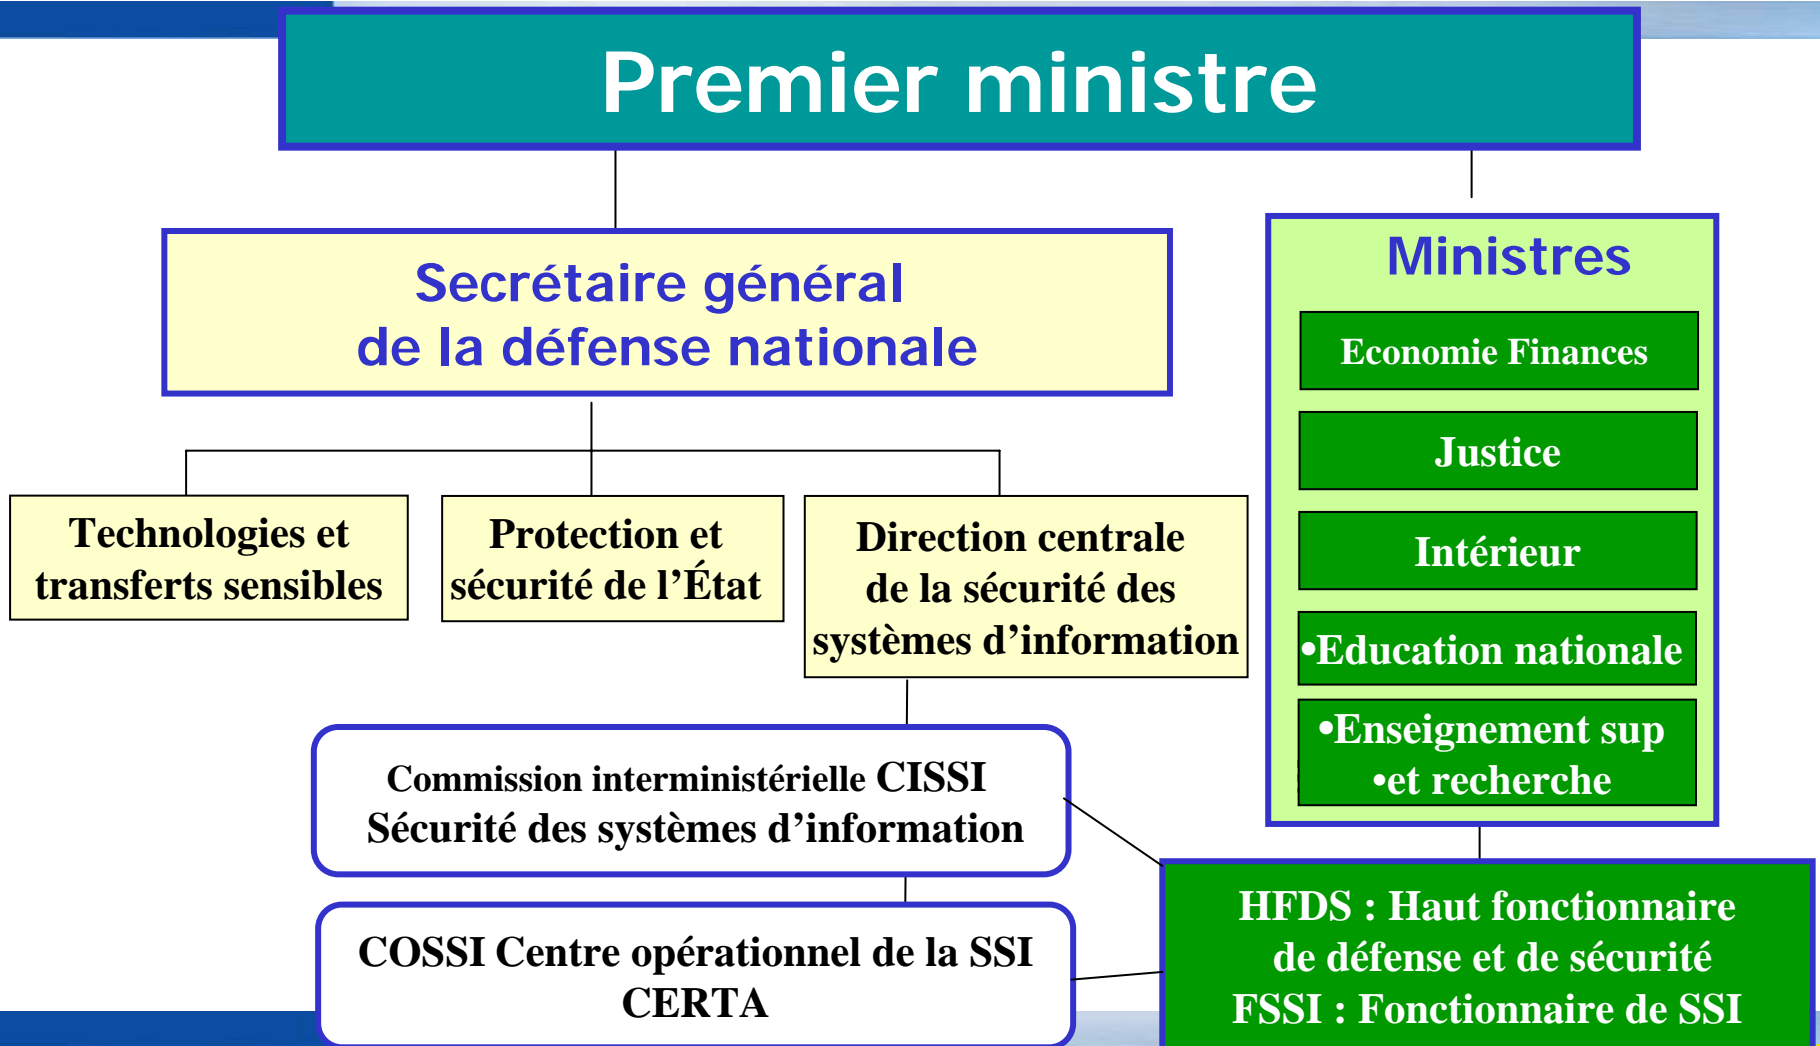 Premier ministre
Secrétaire général
de la défense nationale
Technologies et
transferts sensibles
Protection et
sécurité de l’État
Direction centrale
de la sécurité des
systèmes d’information
Commission interministérielle CISSI
Sécurité des systèmes d’information
COSSI Centre opérationnel de la SSI
CERTA
Ministres
Economie Finances
Justice
Intérieur
•Education nationale
•Enseignement sup
•et recherche
HFDS : Haut fonctionnaire
de défense et de sécurité
FSSI : Fonctionnaire de SSI